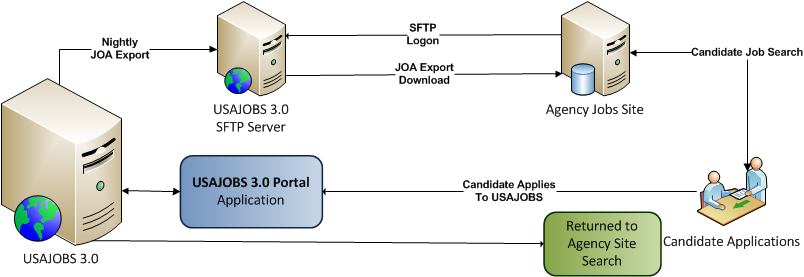 Nightly
JOA Export
SFTP
Logon
Candidate Job Search
JOA Export
Download
USAJOBS 3.0
SFTP Server
Agency Jobs Site
USAJOBS 3.0 Portal
Application
Candidate Applies
To USAJOBS
Returned to
Agency Site
Search
Candidate Applications
USAJOBS 3.0